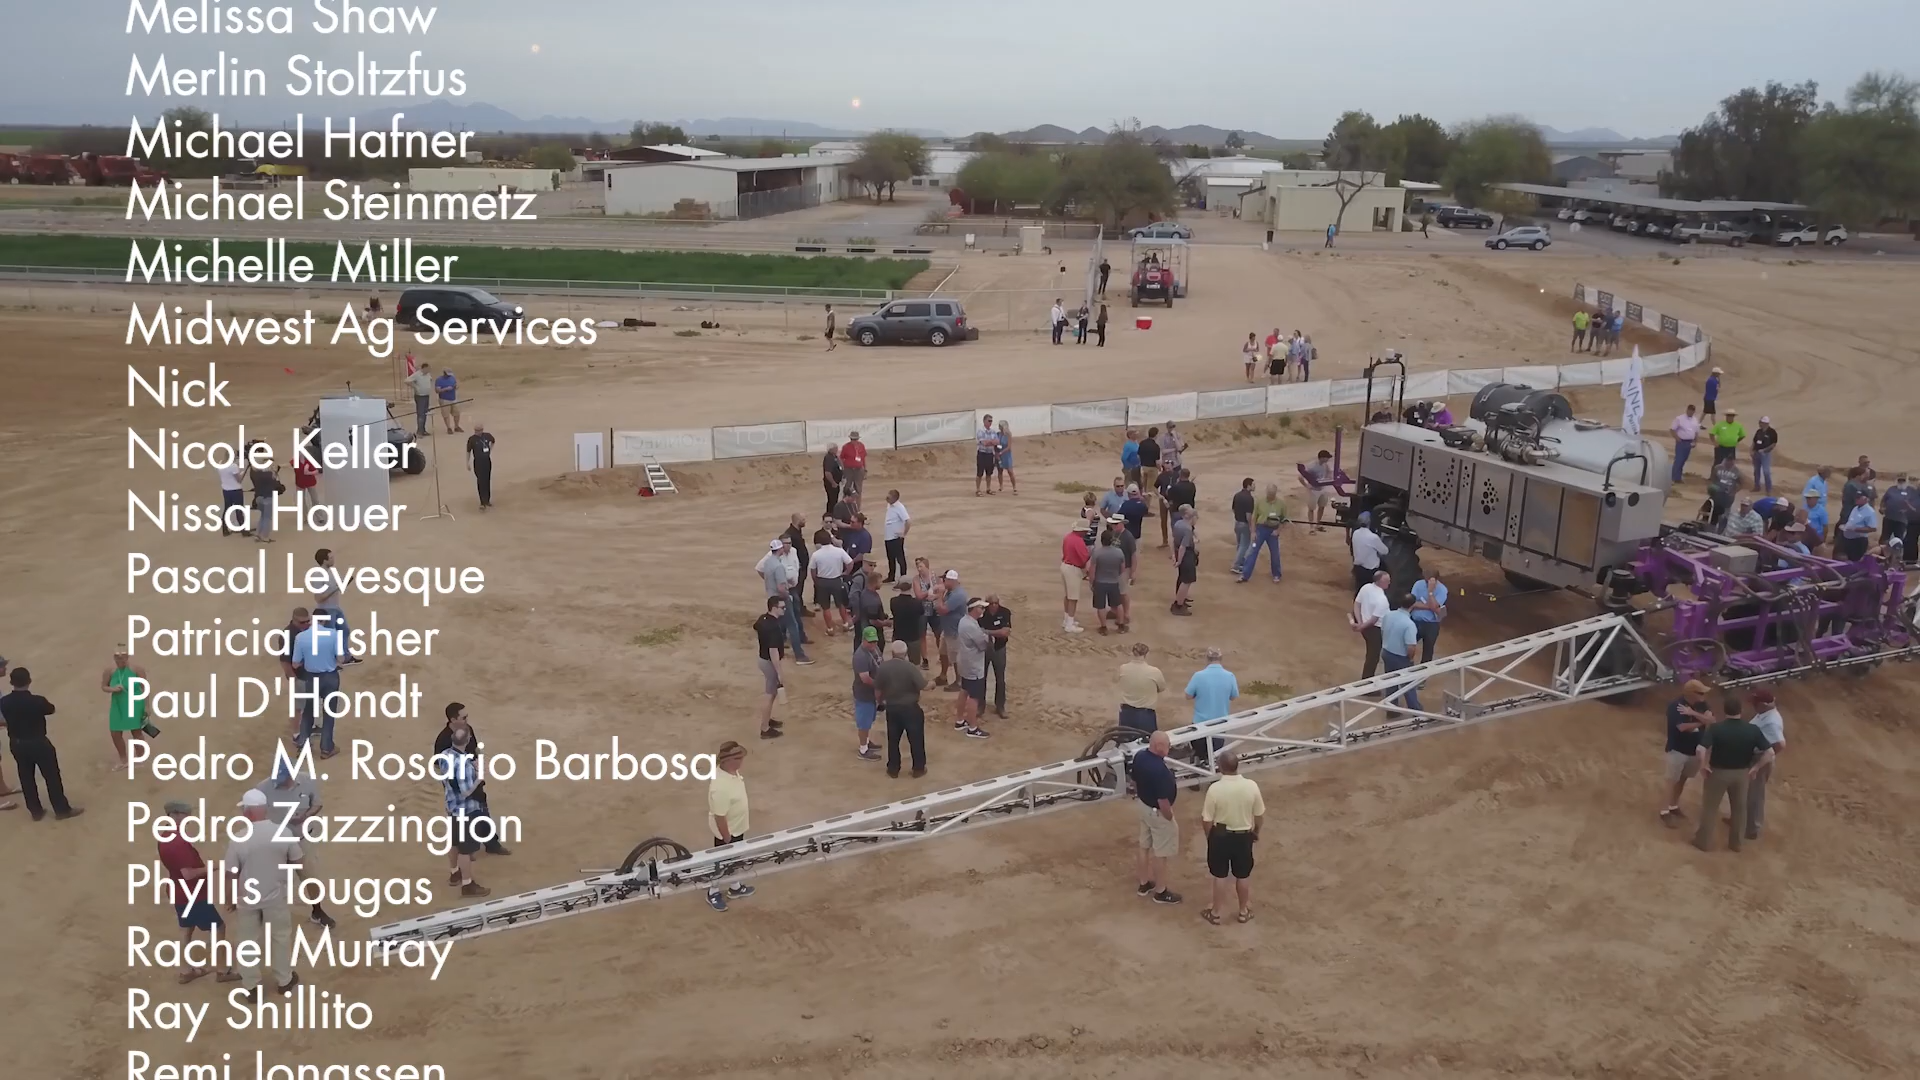 Melissa Shaw
Merlin Stoltzfus
Michael Hafner
Michael Steinmetz
Michelle Miller
Midwest Ag Services
Nick
Nicole Keller
Nissa Hauer
Pascal Levesque
Patricia Fisher
Paul D'Hondt
Pedro M. Rosario Barbosa
Pedro Zazzington
Phyllis Tougas
Rachel Murray
Ray Shillito
Remi Jonassen
DOT